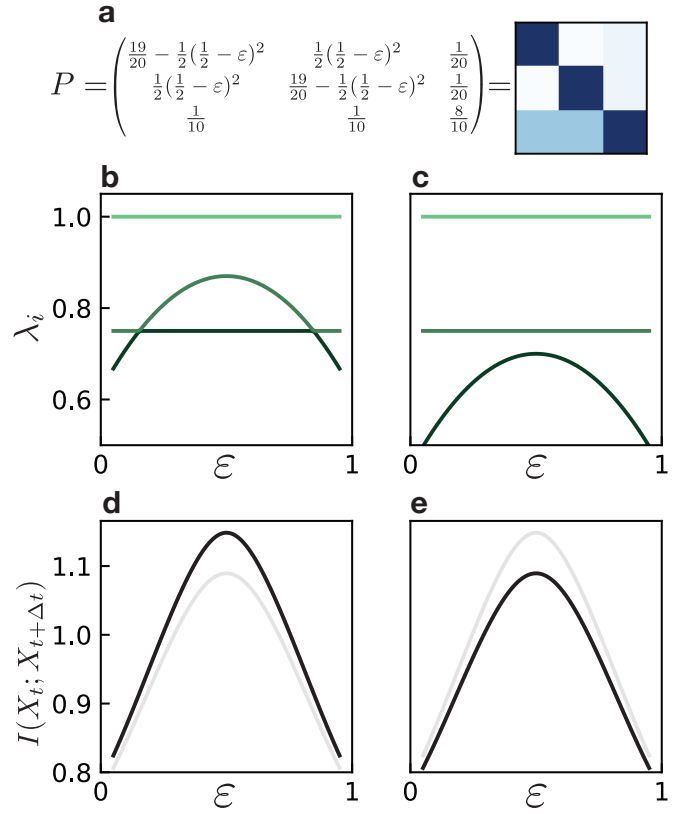 a
P = ( 19/20 − 1/2(1/2 − ε)² 1/2(1/2 − ε)² 1/20
1/2(1/2 − ε)² 19/20 − 1/2(1/2 − ε)² 1/20
1/10 1/10 8/10 ) =
b c
1.0
0.8
0.6
λᵢ
0 ε 1 0 ε 1
d e
1.1
1.0
0.9
0.8
I(Xₜ; Xₜ₊Δₜ)
0 ε 1 0 ε 1